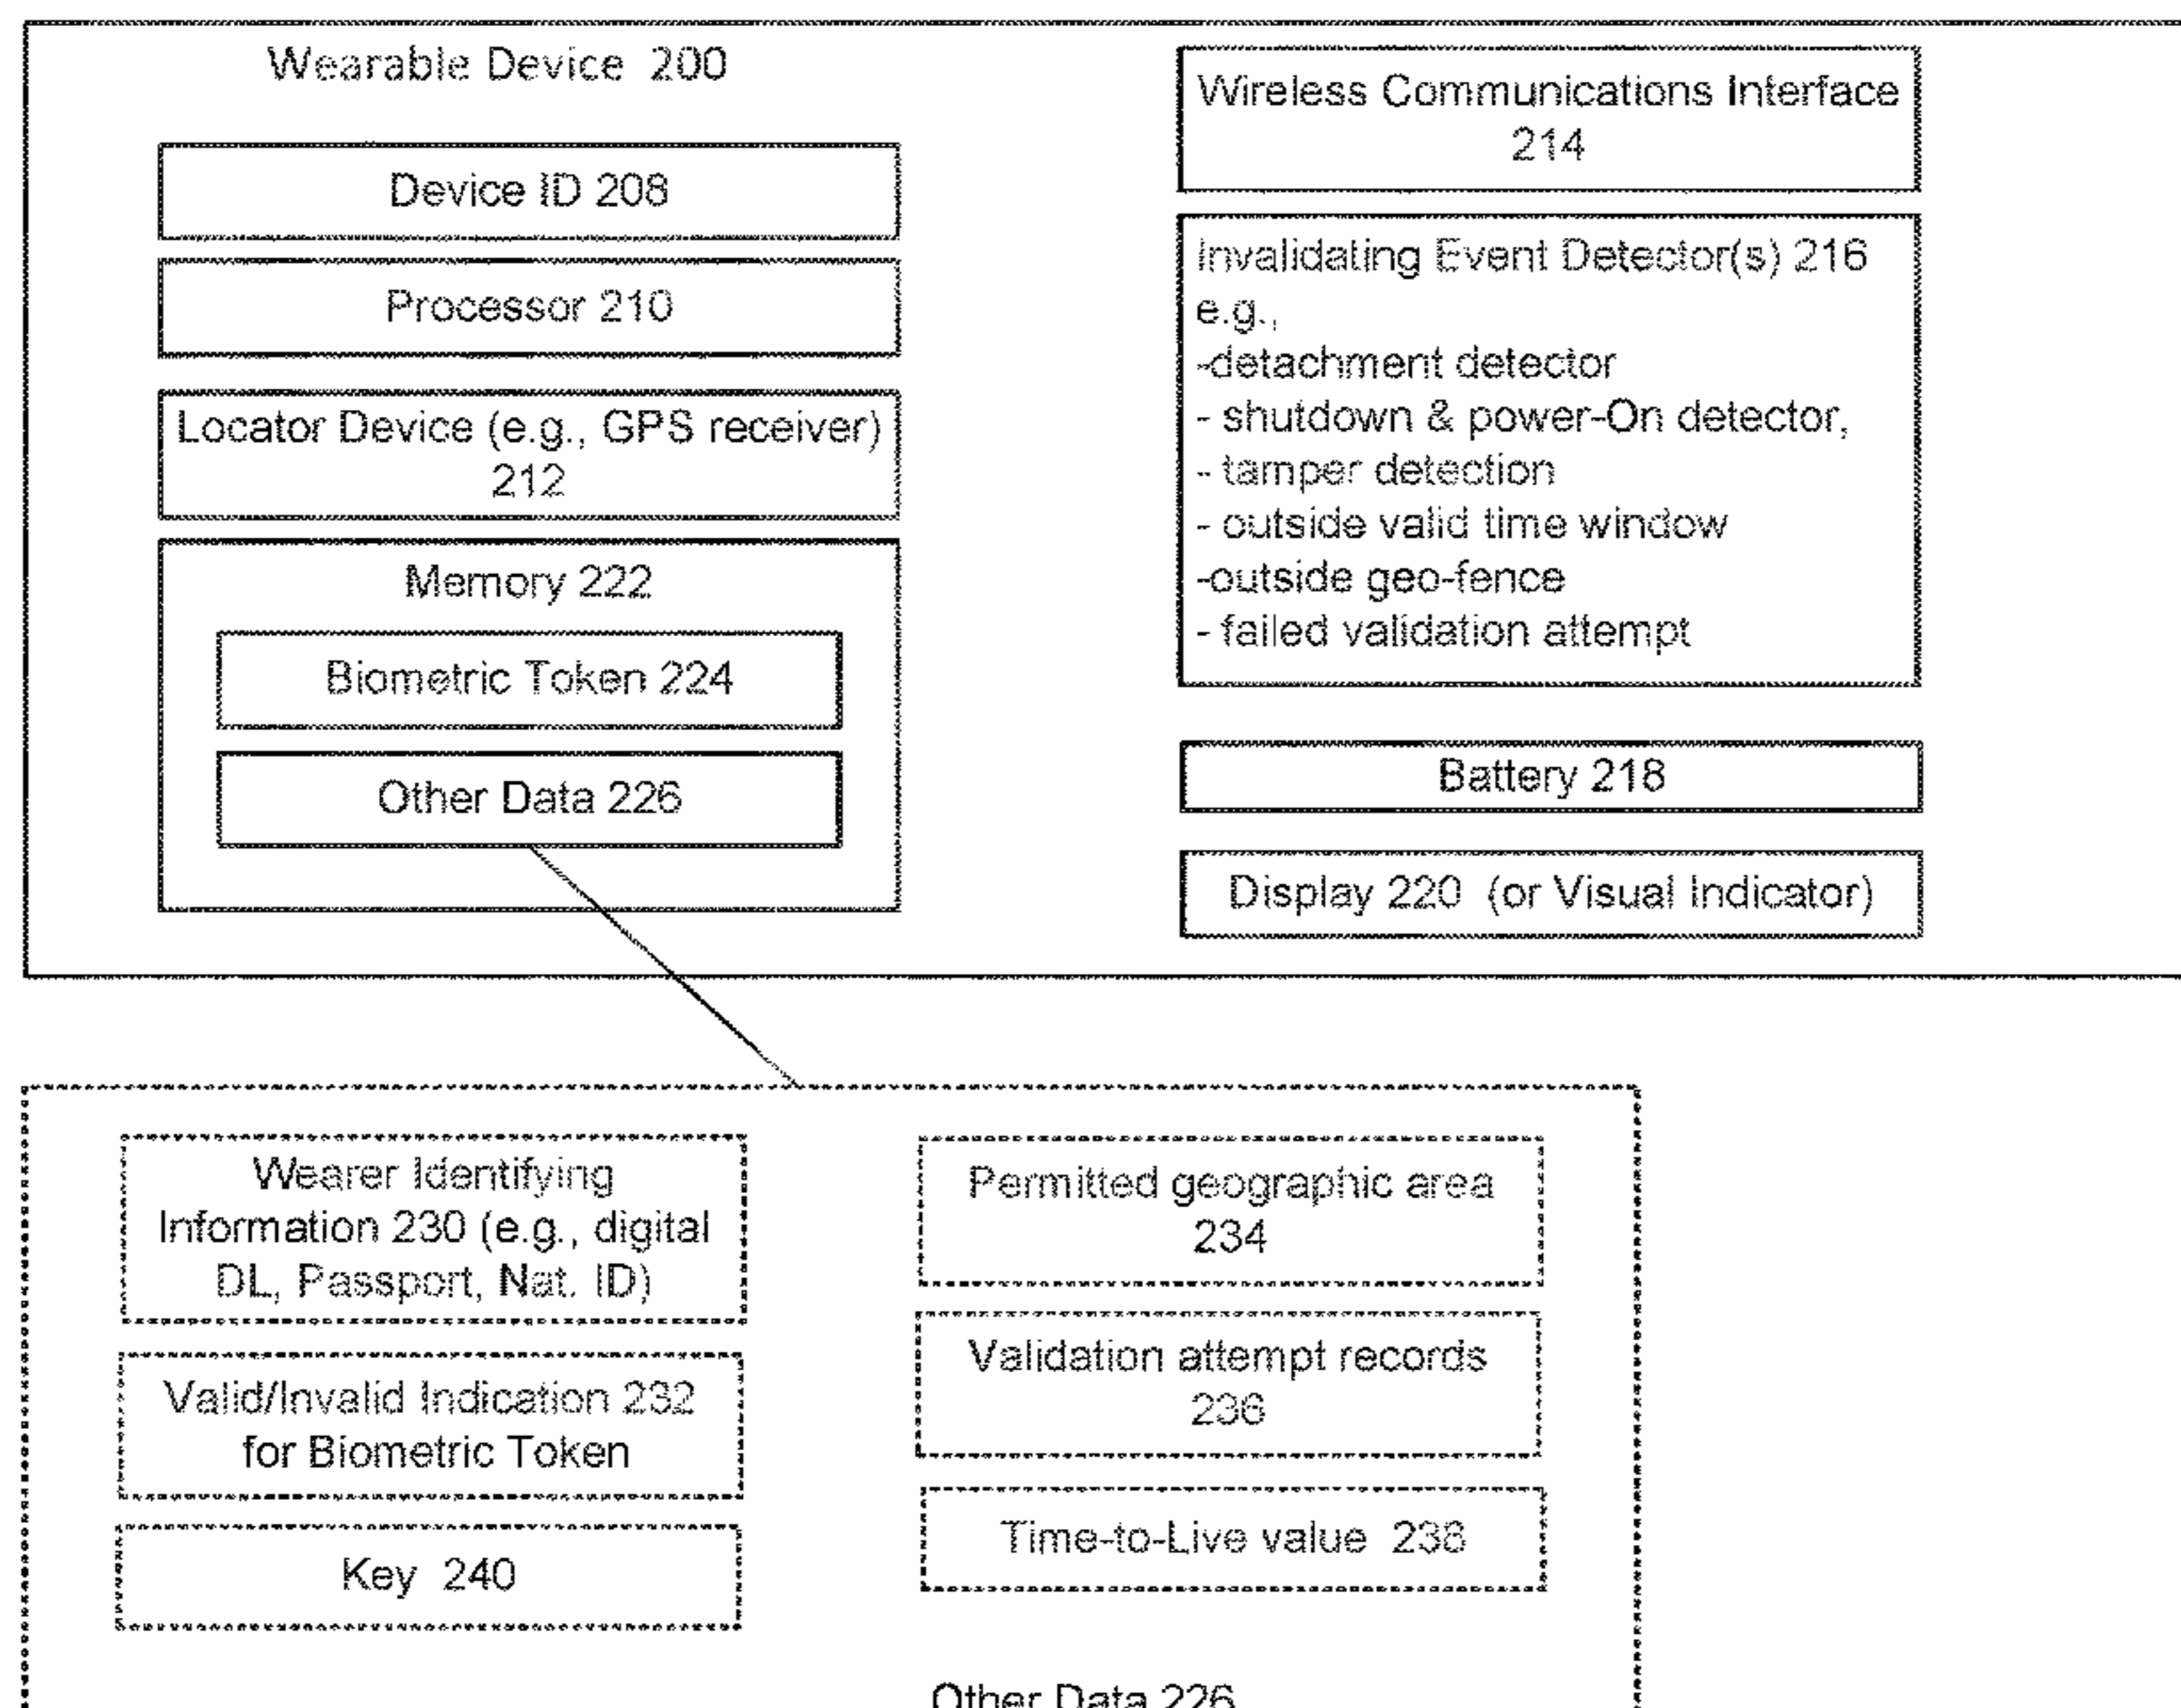 Wearable Device 200
Device ID 208
Processor 210
Locator Device (e.g., GPS receiver)
212
Memory 222
Biometric Token 224
Other Data 226
Wireless Communications Interface
214
Invalidating Event Detector(s) 216
e.g.,
-detachment detector
- shutdown & power-On detector,
- tamper detection
- outside valid time window
-outside geo-fence
- failed validation attempt
Battery 218
Display 220 (or Visual Indicator)
Wearer Identifying
Information 230 (e.g., digital
DL, Passport, Nat. ID)
Valid/Invalid Indication 232
for Biometric Token
Key 240
Permitted geographic area
234
Validation attempt records
236
Time-to-Live value 238
Other Data 226